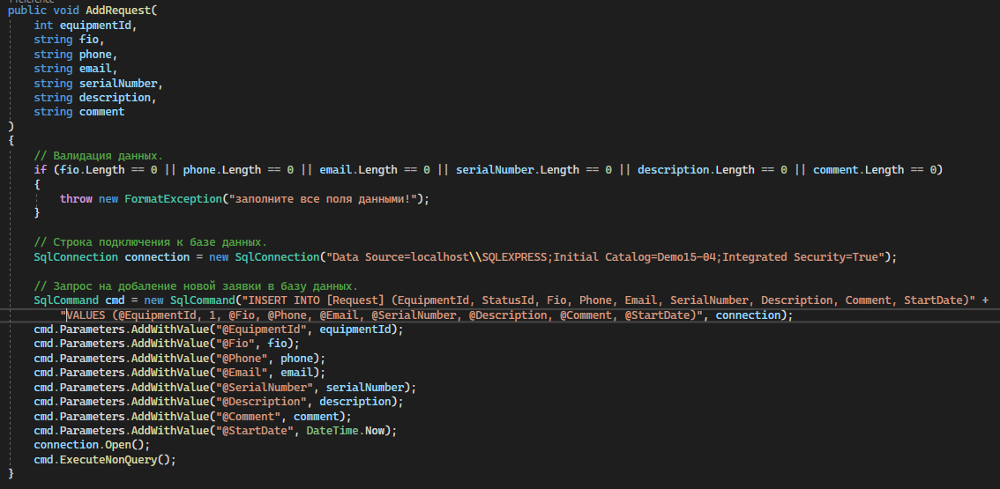 public void AddRequest(
int equipmentId,
string fio,
string phone,
string email,
string serialNumber,
string description,
string comment
)
{
// Валидация данных.
if (fio.Length == 0 || phone.Length == 0 || email.Length == 0 || serialNumber.Length == 0 || description.Length == 0 || comment.Length == 0)
{
throw new FormatException("заполните все поля данными!");
}
// Строка подключения к базе данных.
SqlConnection connection = new SqlConnection("Data Source=localhost\\SQLEXPRESS;Initial Catalog=Demo15-04;Integrated Security=True");
// Запрос на добаление новой заявки в базу данных.
SqlCommand cmd = new SqlCommand("INSERT INTO [Request] (EquipmentId, StatusId, Fio, Phone, Email, SerialNumber, Description, Comment, StartDate)" +
"VALUES (@EquipmentId, 1, @Fio, @Phone, @Email, @SerialNumber, @Description, @Comment, @StartDate)", connection);
cmd.Parameters.AddWithValue("@EquipmentId", equipmentId);
cmd.Parameters.AddWithValue("@Fio", fio);
cmd.Parameters.AddWithValue("@Phone", phone);
cmd.Parameters.AddWithValue("@Email", email);
cmd.Parameters.AddWithValue("@SerialNumber", serialNumber);
cmd.Parameters.AddWithValue("@Description", description);
cmd.Parameters.AddWithValue("@Comment", comment);
cmd.Parameters.AddWithValue("@StartDate", DateTime.Now);
connection.Open();
cmd.ExecuteNonQuery();
}